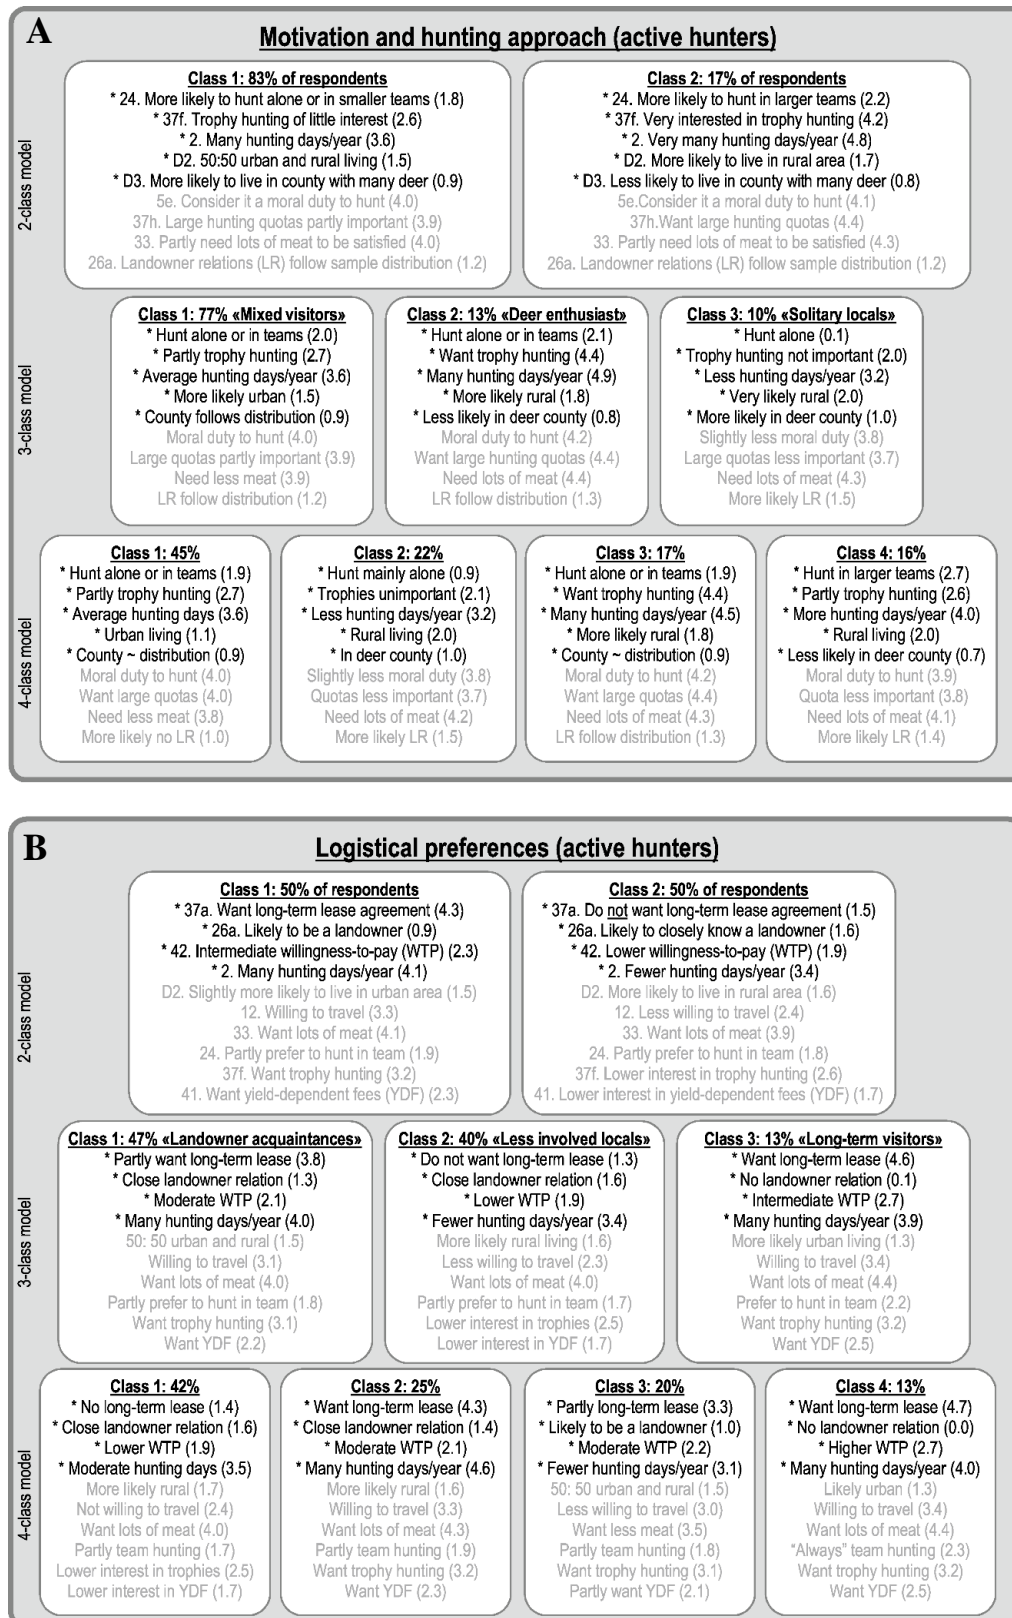 A
Motivation and hunting approach (active hunters)
2-class model
Class 1: 83% of respondents
* 24. More likely to hunt alone or in smaller teams (1.8)
* 37f. Trophy hunting of little interest (2.6)
* 2. Many hunting days/year (3.6)
* D2. 50:50 urban and rural living (1.5)
* D3. More likely to live in county with many deer (0.9)
5e. Consider it a moral duty to hunt (4.0)
37h. Large hunting quotas partly important (3.9)
33. Partly need lots of meat to be satisfied (4.0)
26a. Landowner relations (LR) follow sample distribution (1.2)
Class 2: 17% of respondents
* 24. More likely to hunt in larger teams (2.2)
* 37f. Very interested in trophy hunting (4.2)
* 2. Very many hunting days/year (4.8)
* D2. More likely to live in rural area (1.7)
* D3. Less likely to live in county with many deer (0.8)
5e.Consider it a moral duty to hunt (4.1)
37h.Want large hunting quotas (4.4)
33. Partly need lots of meat to be satisfied (4.3)
26a. Landowner relations (LR) follow sample distribution (1.2)
3-class model
Class 1: 77% «Mixed visitors»
* Hunt alone or in teams (2.0)
* Partly trophy hunting (2.7)
* Average hunting days/year (3.6)
* More likely urban (1.5)
* County follows distribution (0.9)
Moral duty to hunt (4.0)
Large quotas partly important (3.9)
Need less meat (3.9)
LR follow distribution (1.2)
Class 2: 13% «Deer enthusiast»
* Hunt alone or in teams (2.1)
* Want trophy hunting (4.4)
* Many hunting days/year (4.9)
* More likely rural (1.8)
* Less likely in deer county (0.8)
Moral duty to hunt (4.2)
Want large hunting quotas (4.4)
Need lots of meat (4.4)
LR follow distribution (1.3)
Class 3: 10% «Solitary locals»
* Hunt alone (0.1)
* Trophy hunting not important (2.0)
* Less hunting days/year (3.2)
* Very likely rural (2.0)
* More likely in deer county (1.0)
Slightly less moral duty (3.8)
Large quotas less important (3.7)
Need lots of meat (4.3)
More likely LR (1.5)
4-class model
Class 1: 45%
* Hunt alone or in teams (1.9)
* Partly trophy hunting (2.7)
* Average hunting days (3.6)
* Urban living (1.1)
* County ~ distribution (0.9)
Moral duty to hunt (4.0)
Want large quotas (4.0)
Need less meat (3.8)
More likely no LR (1.0)
Class 2: 22%
* Hunt mainly alone (0.9)
* Trophies unimportant (2.1)
* Less hunting days/year (3.2)
* Rural living (2.0)
* In deer county (1.0)
Slightly less moral duty (3.8)
Quotas less important (3.7)
Need lots of meat (4.2)
More likely LR (1.5)
Class 3: 17%
* Hunt alone or in teams (1.9)
* Want trophy hunting (4.4)
* Many hunting days/year (4.5)
* More likely rural (1.8)
* County ~ distribution (0.9)
Moral duty to hunt (4.2)
Want large quotas (4.4)
Need lots of meat (4.3)
LR follow distribution (1.3)
Class 4: 16%
* Hunt in larger teams (2.7)
* Partly trophy hunting (2.6)
* More hunting days/year (4.0)
* Rural living (2.0)
* Less likely in deer county (0.7)
Moral duty to hunt (3.9)
Quota less important (3.8)
Need lots of meat (4.1)
More likely LR (1.4)
B
Logistical preferences (active hunters)
2-class model
Class 1: 50% of respondents
* 37a. Want long-term lease agreement (4.3)
* 26a. Likely to be a landowner (0.9)
* 42. Intermediate willingness-to-pay (WTP) (2.3)
* 2. Many hunting days/year (4.1)
D2. Slightly more likely to live in urban area (1.5)
12. Willing to travel (3.3)
33. Want lots of meat (4.1)
24. Partly prefer to hunt in team (1.9)
37f. Want trophy hunting (3.2)
41. Want yield-dependent fees (YDF) (2.3)
Class 2: 50% of respondents
* 37a. Do not want long-term lease agreement (1.5)
* 26a. Likely to closely know a landowner (1.6)
* 42. Lower willingness-to-pay (WTP) (1.9)
* 2. Fewer hunting days/year (3.4)
D2. More likely to live in rural area (1.6)
12. Less willing to travel (2.4)
33. Want lots of meat (3.9)
24. Partly prefer to hunt in team (1.8)
37f. Lower interest in trophy hunting (2.6)
41. Lower interest in yield-dependent fees (YDF) (1.7)
3-class model
Class 1: 47% «Landowner acquaintances»
* Partly want long-term lease (3.8)
* Close landowner relation (1.3)
* Moderate WTP (2.1)
* Many hunting days/year (4.0)
50: 50 urban and rural (1.5)
Willing to travel (3.1)
Want lots of meat (4.0)
Partly prefer to hunt in team (1.8)
Want trophy hunting (3.1)
Want YDF (2.2)
Class 2: 40% «Less involved locals»
* Do not want long-term lease (1.3)
* Close landowner relation (1.6)
* Lower WTP (1.9)
* Fewer hunting days/year (3.4)
More likely rural living (1.6)
Less willing to travel (2.3)
Want lots of meat (4.0)
Partly prefer to hunt in team (1.7)
Lower interest in trophies (2.5)
Lower interest in YDF (1.7)
Class 3: 13% «Long-term visitors»
* Want long-term lease (4.6)
* No landowner relation (0.1)
* Intermediate WTP (2.7)
* Many hunting days/year (3.9)
More likely urban living (1.3)
Willing to travel (3.4)
Want lots of meat (4.4)
Prefer to hunt in team (2.2)
Want trophy hunting (3.2)
Want YDF (2.5)
4-class model
Class 1: 42%
* No long-term lease (1.4)
* Close landowner relation (1.6)
* Lower WTP (1.9)
* Moderate hunting days (3.5)
More likely rural (1.7)
Not willing to travel (2.4)
Want lots of meat (4.0)
Partly team hunting (1.7)
Lower interest in trophies (2.5)
Lower interest in YDF (1.7)
Class 2: 25%
* Want long-term lease (4.3)
* Close landowner relation (1.4)
* Moderate WTP (2.1)
* Many hunting days/year (4.6)
More likely rural (1.6)
Willing to travel (3.3)
Want lots of meat (4.3)
Partly team hunting (1.9)
Want trophy hunting (3.2)
Want YDF (2.3)
Class 3: 20%
* Partly long-term lease (3.3)
* Likely to be a landowner (1.0)
* Moderate WTP (2.2)
* Fewer hunting days/year (3.1)
50: 50 urban and rural (1.5)
Less willing to travel (3.0)
Want less meat (3.5)
Partly team hunting (1.8)
Want trophy hunting (3.1)
Partly want YDF (2.1)
Class 4: 13%
* Want long-term lease (4.7)
* No landowner relation (0.0)
* Higher WTP (2.7)
* Many hunting days/year (4.0)
Likely urban (1.3)
Willing to travel (3.4)
Want lots of meat (4.4)
“Always” team hunting (2.3)
Want trophy hunting (3.2)
Want YDF (2.5)